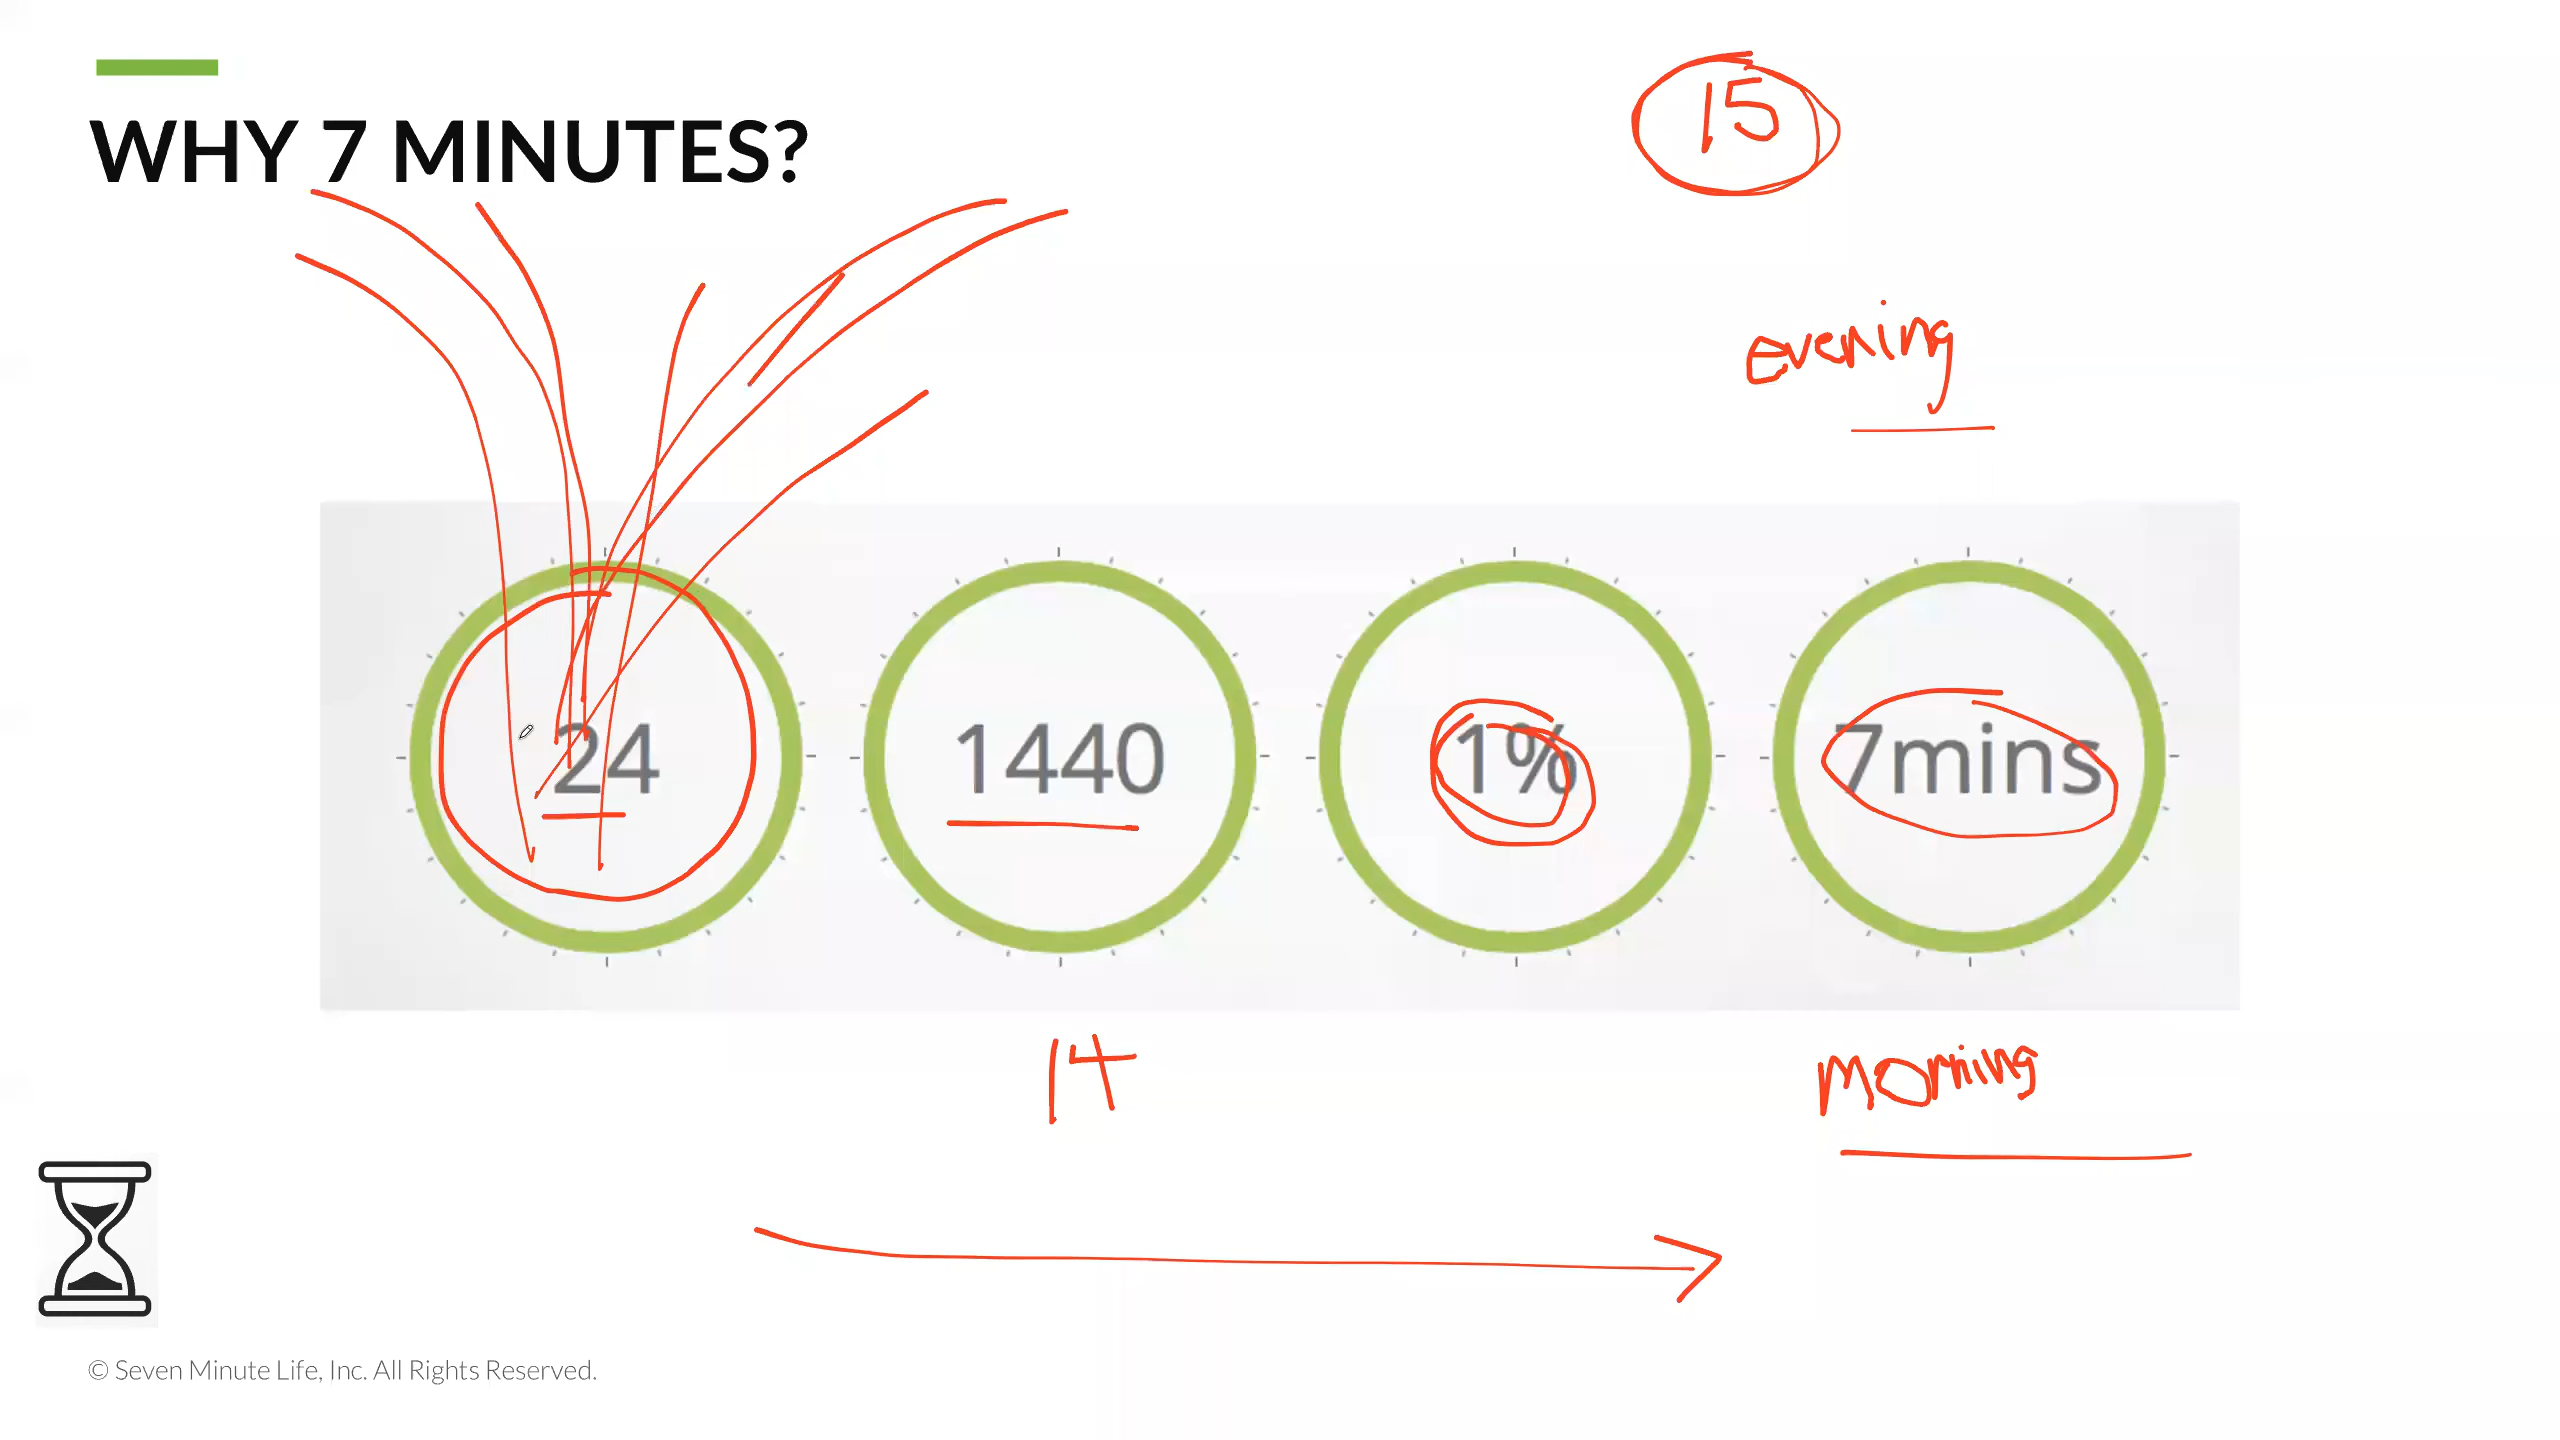 15
WHY 7 MINUTES?
evening
24 1440 1% 7mins
14
morning
© Seven Minute Life, Inc. All Rights Reserved.